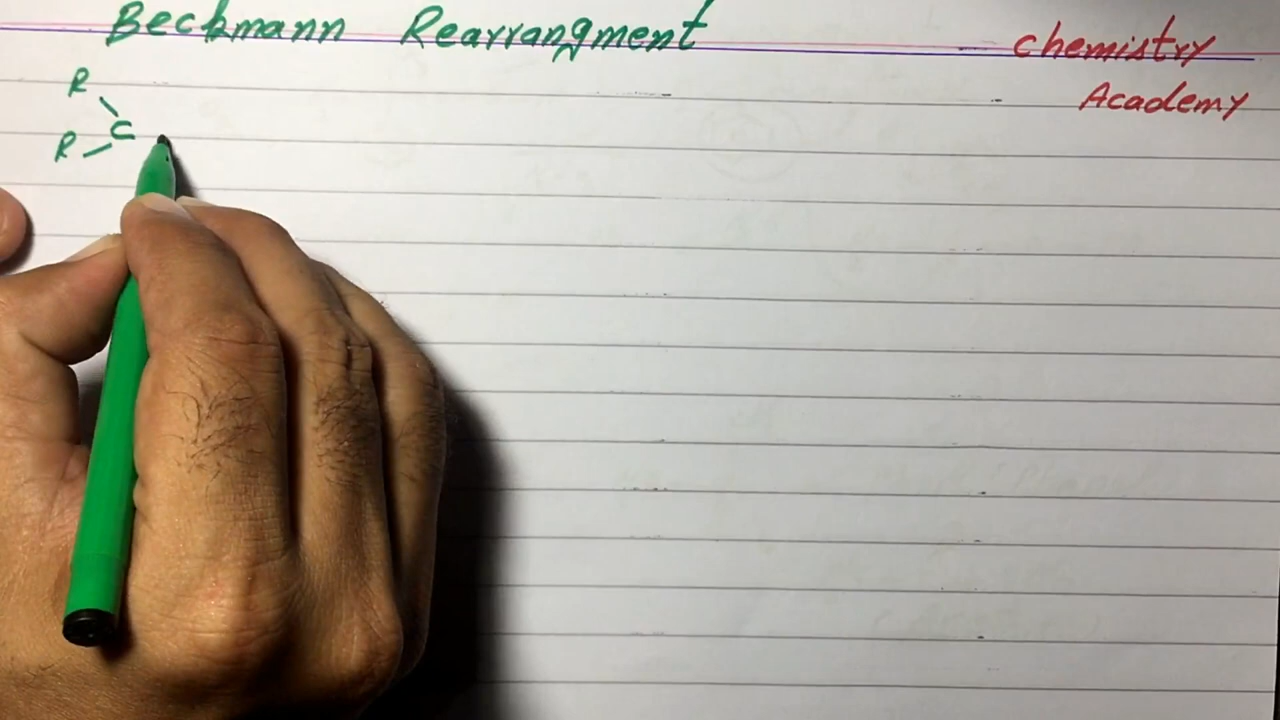 Beckmann Rearrangment
chemistry
Academy
R
C
R